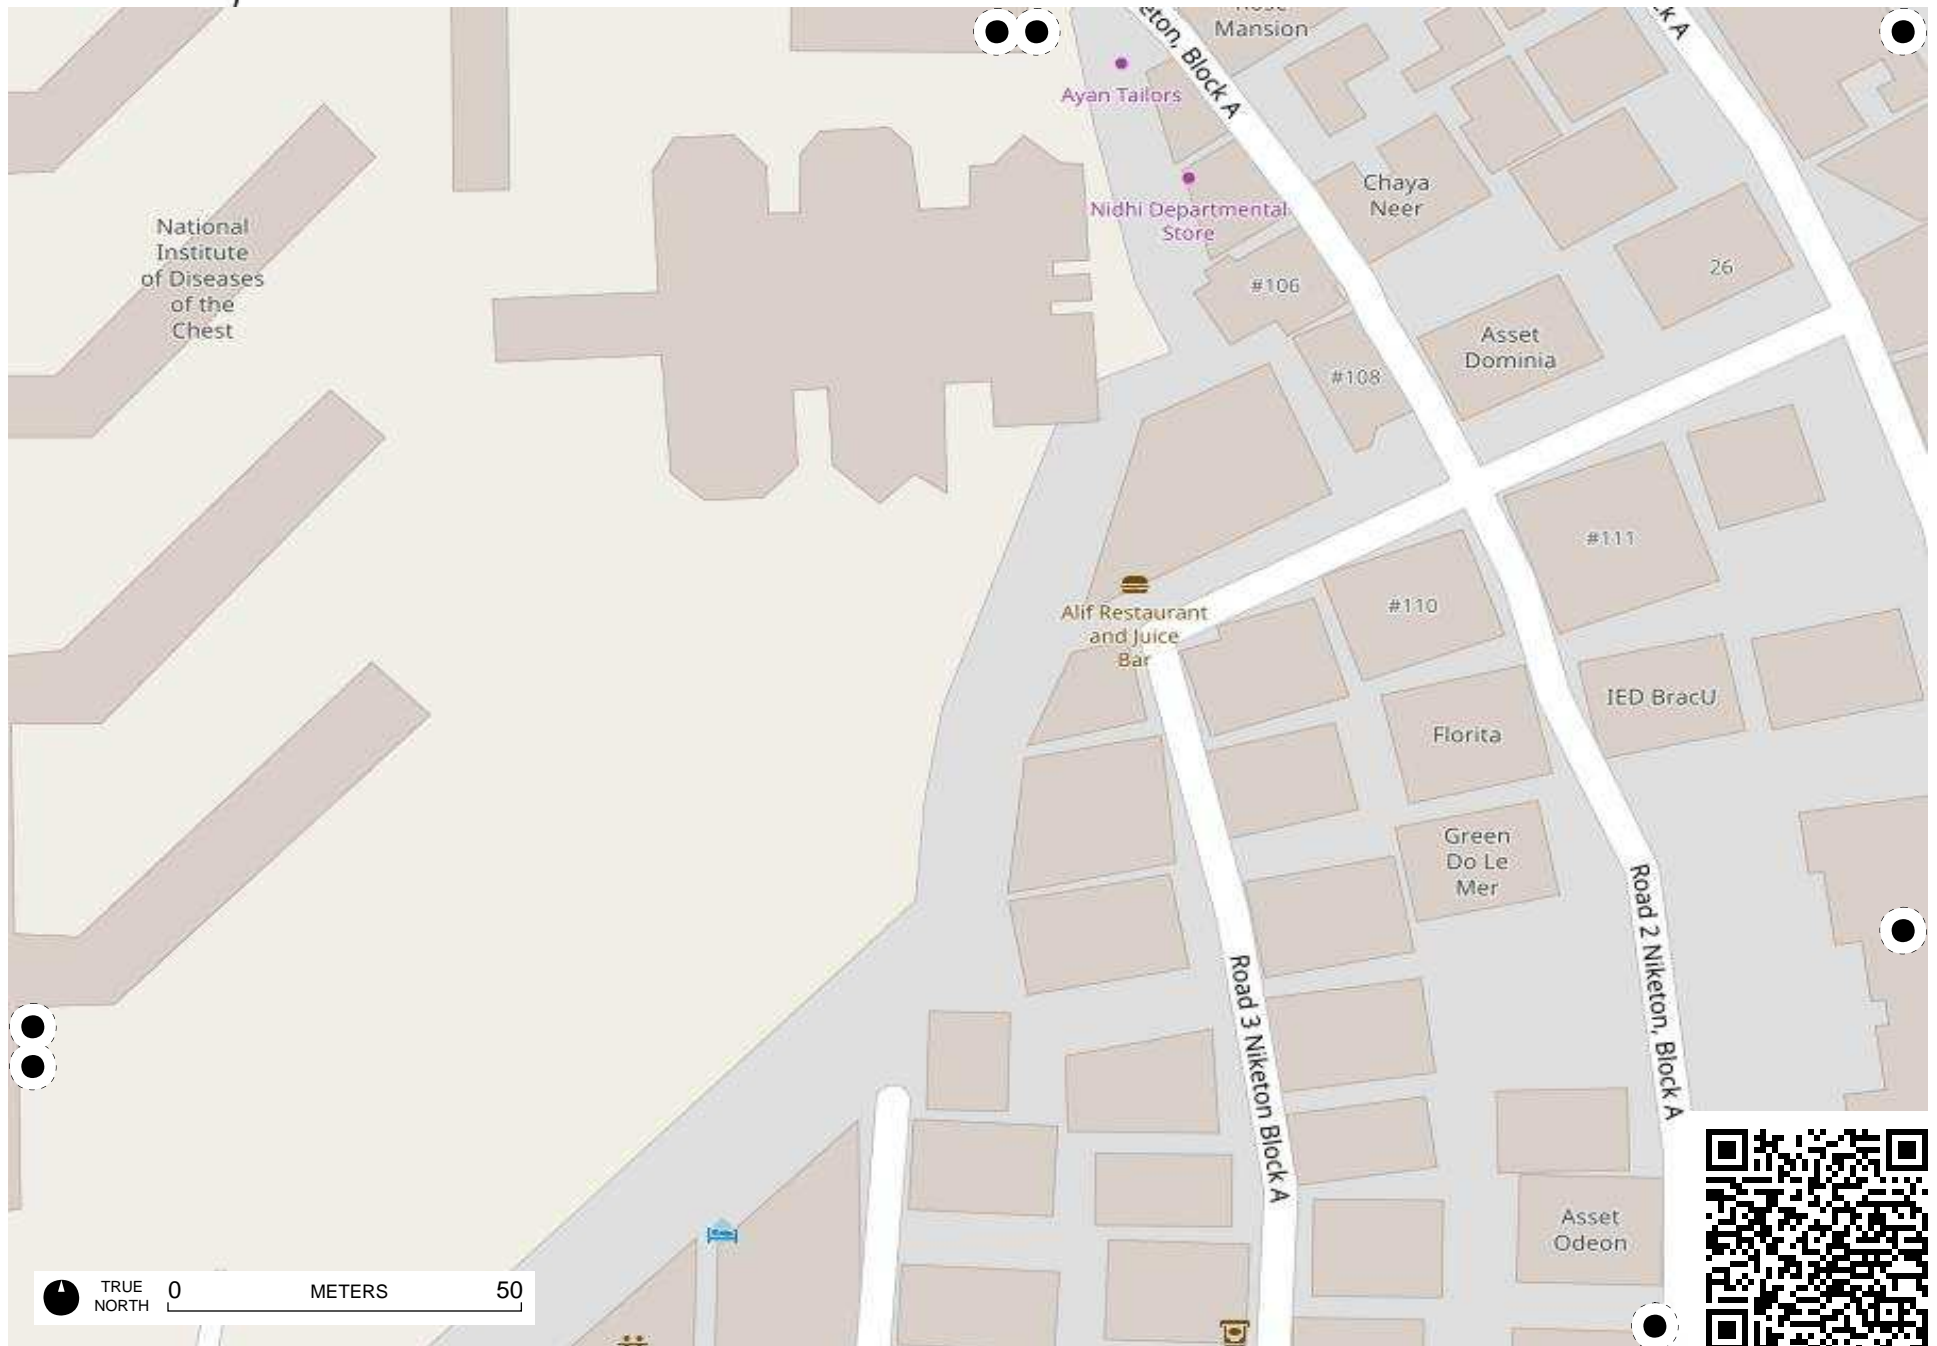 Mansion
eton, Block A
k A
Ayan Tailors
National
Institute
of Diseases
of the
Chest
Chaya
Neer
Nidhi Departmental
Store
#106
26
Asset
Dominia
#108
#111
Alif Restaurant
and Juice
Bar
#110
IED BracU
Florita
Green
Do Le
Mer
Road 2 Niketon, Block A
Road 3 Niketon Block A
Asset
Odeon
TRUE
NORTH
0 METERS 50